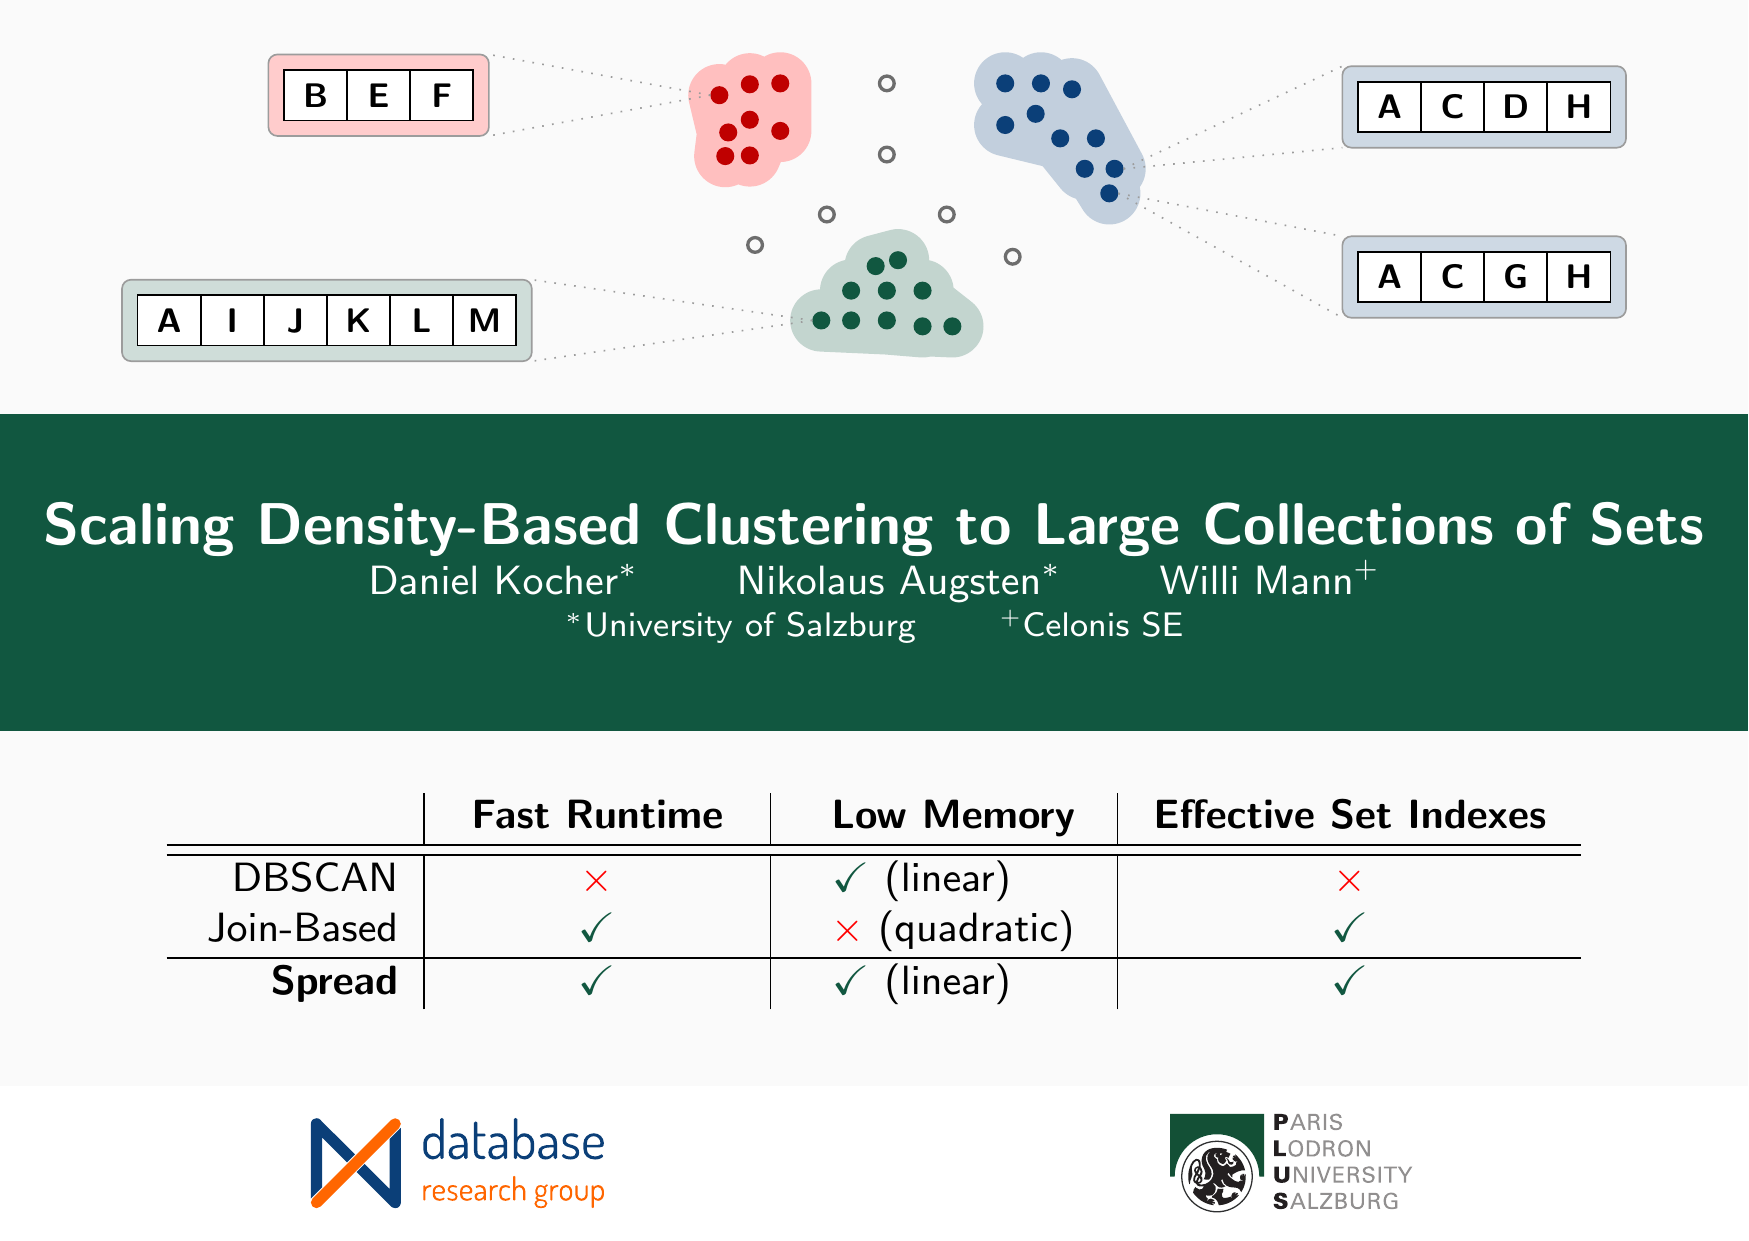 B E F
A C D H
A C G H
A I J K L M
Scaling Density-Based Clustering to Large Collections of Sets
Daniel Kocher* Nikolaus Augsten* Willi Mann+
*University of Salzburg +Celonis SE
Fast Runtime Low Memory Effective Set Indexes
DBSCAN × ✓ (linear) ×
Join-Based ✓ × (quadratic) ✓
Spread ✓ ✓ (linear) ✓
database
research group
PARIS
LODRON
UNIVERSITY
SALZBURG